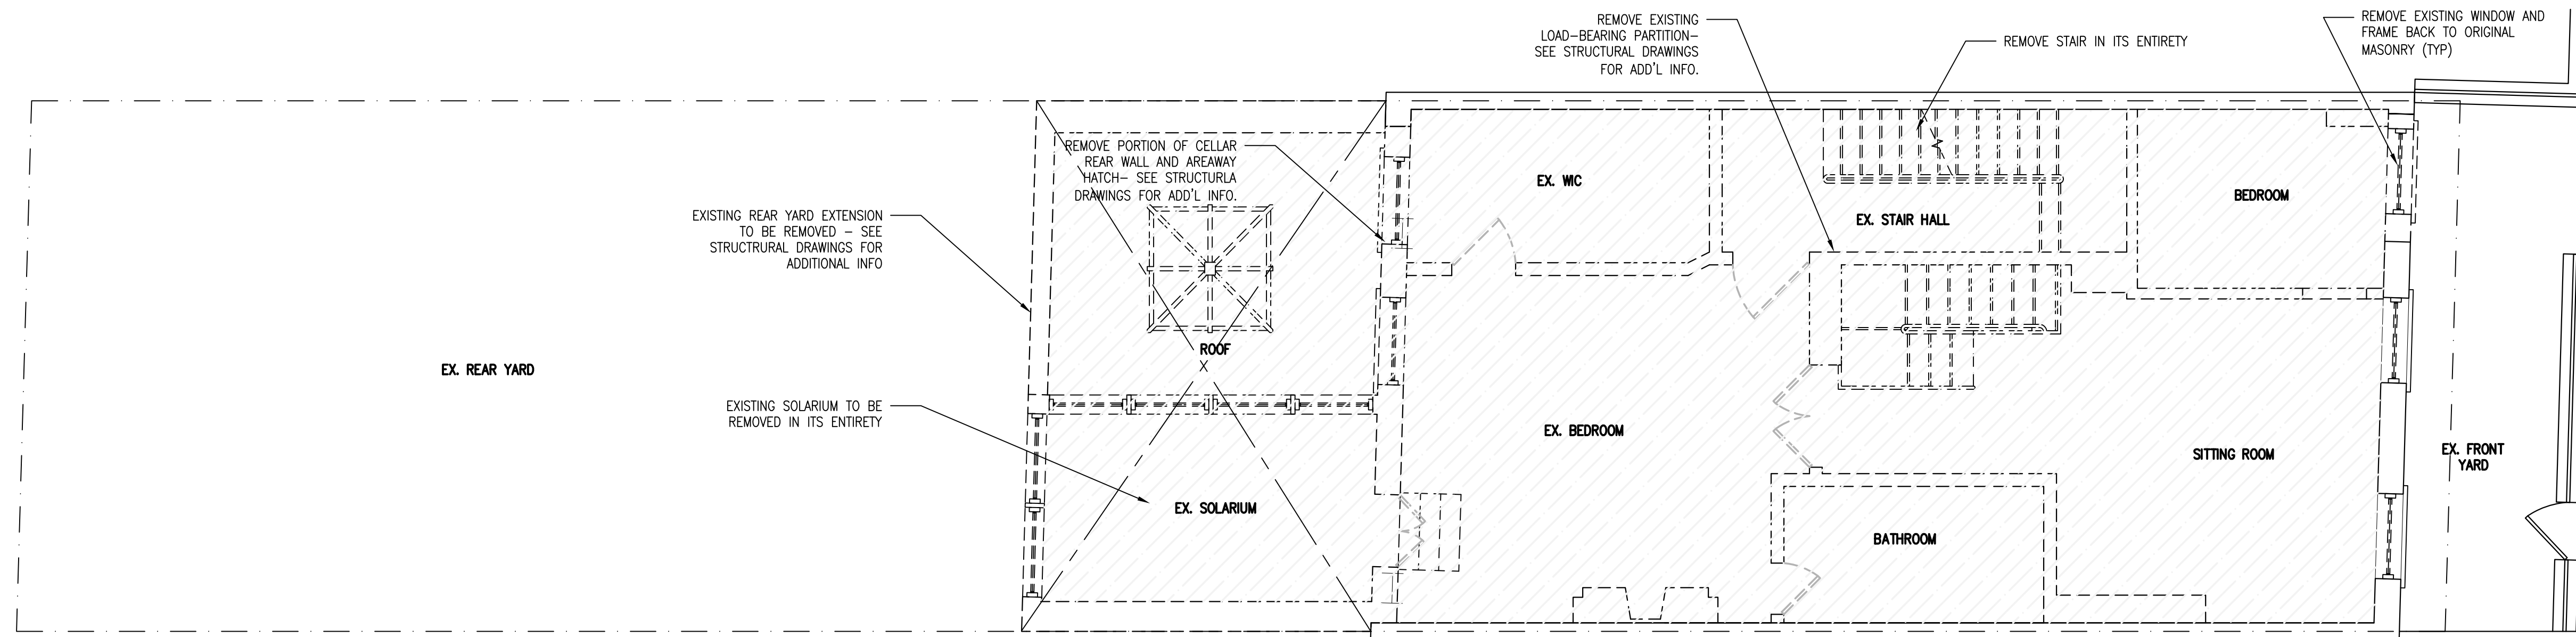 REMOVE EXISTING
LOAD-BEARING PARTITION-
SEE STRUCTURAL DRAWINGS
FOR ADD'L INFO.
REMOVE STAIR IN ITS ENTIRETY
REMOVE EXISTING WINDOW AND
FRAME BACK TO ORIGINAL
MASONRY (TYP)
REMOVE PORTION OF CELLAR
REAR WALL AND AREAWAY
HATCH- SEE STRUCTURLA
DRAWINGS FOR ADD'L INFO.
EX. WIC
EX. STAIR HALL
BEDROOM
EXISTING REAR YARD EXTENSION
TO BE REMOVED - SEE
STRUCTRURAL DRAWINGS FOR
ADDITIONAL INFO
ROOF
EX. REAR YARD
EXISTING SOLARIUM TO BE
REMOVED IN ITS ENTIRETY
EX. SOLARIUM
EX. BEDROOM
BATHROOM
SITTING ROOM
EX. FRONT
YARD